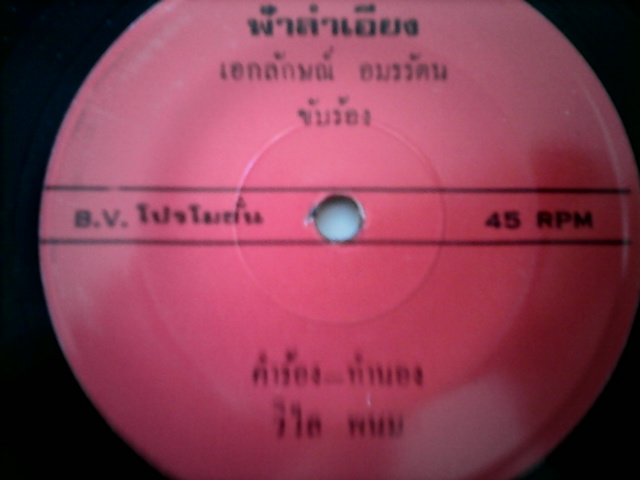 ฟ้าลำเอียง
เอกลักษณ์ อมรรัตน
ขับร้อง
B.V. โปรโมชั่น 45 RPM
คำร้อง-ทำนอง
วิไล พนม